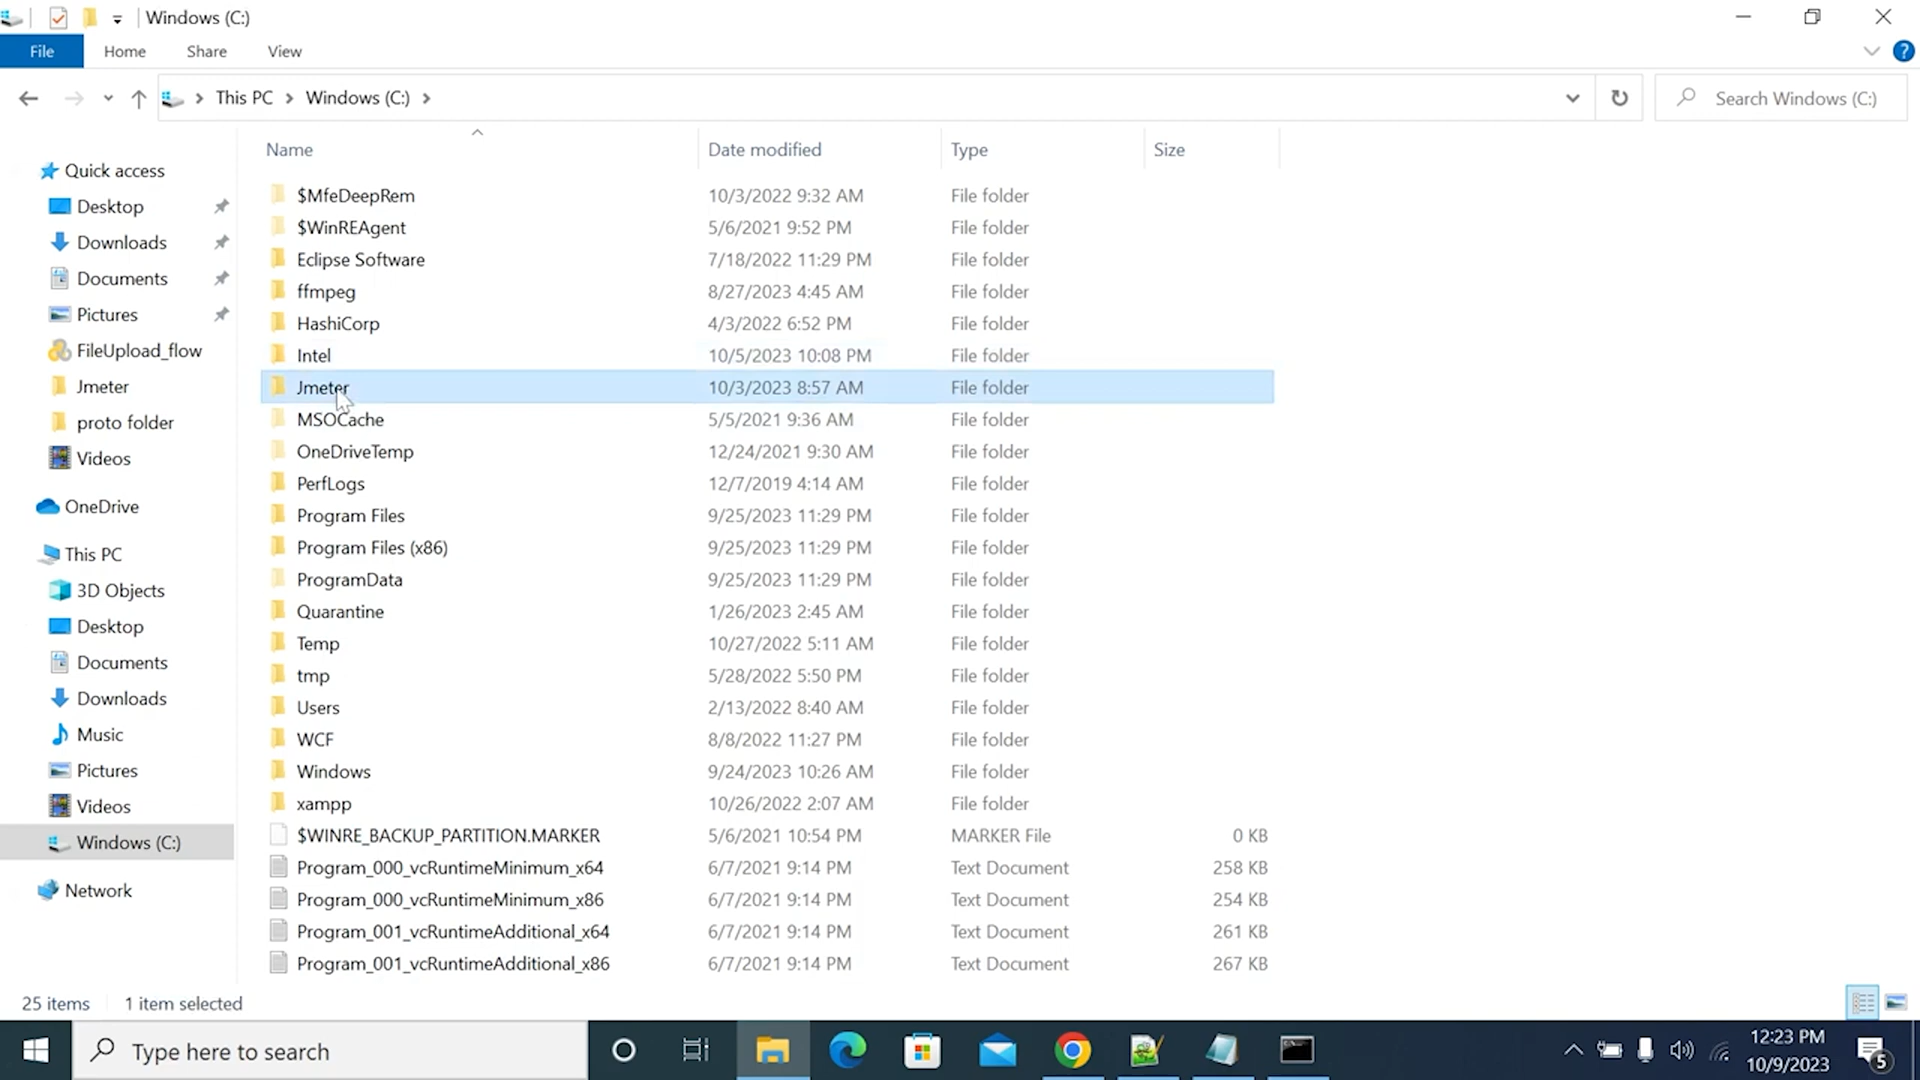 Windows (C:)
File Home Share View
This PC Windows (C:) Search Windows (C:)
Name Date modified Type Size
Quick access
Desktop
Downloads
Documents
Pictures
FileUpload_flow
Jmeter
proto folder
Videos
OneDrive
This PC
3D Objects
Desktop
Documents
Downloads
Music
Pictures
Videos
Windows (C:)
Network
$MfeDeepRem 10/3/2022 9:32 AM File folder
$WinREAgent 5/6/2021 9:52 PM File folder
Eclipse Software 7/18/2022 11:29 PM File folder
ffmpeg 8/27/2023 4:45 AM File folder
HashiCorp 4/3/2022 6:52 PM File folder
Intel 10/5/2023 10:08 PM File folder
Jmeter 10/3/2023 8:57 AM File folder
MSOCache 5/5/2021 9:36 AM File folder
OneDriveTemp 12/24/2021 9:30 AM File folder
PerfLogs 12/7/2019 4:14 AM File folder
Program Files 9/25/2023 11:29 PM File folder
Program Files (x86) 9/25/2023 11:29 PM File folder
ProgramData 9/25/2023 11:29 PM File folder
Quarantine 1/26/2023 2:45 AM File folder
Temp 10/27/2022 5:11 AM File folder
tmp 5/28/2022 5:50 PM File folder
Users 2/13/2022 8:40 AM File folder
WCF 8/8/2022 11:27 PM File folder
Windows 9/24/2023 10:26 AM File folder
xampp 10/26/2022 2:07 AM File folder
$WINRE_BACKUP_PARTITION.MARKER 5/6/2021 10:54 PM MARKER File 0 KB
Program_000_vcRuntimeMinimum_x64 6/7/2021 9:14 PM Text Document 258 KB
Program_000_vcRuntimeMinimum_x86 6/7/2021 9:14 PM Text Document 254 KB
Program_001_vcRuntimeAdditional_x64 6/7/2021 9:14 PM Text Document 261 KB
Program_001_vcRuntimeAdditional_x86 6/7/2021 9:14 PM Text Document 267 KB
25 items 1 item selected
Type here to search
12:23 PM
10/9/2023
5